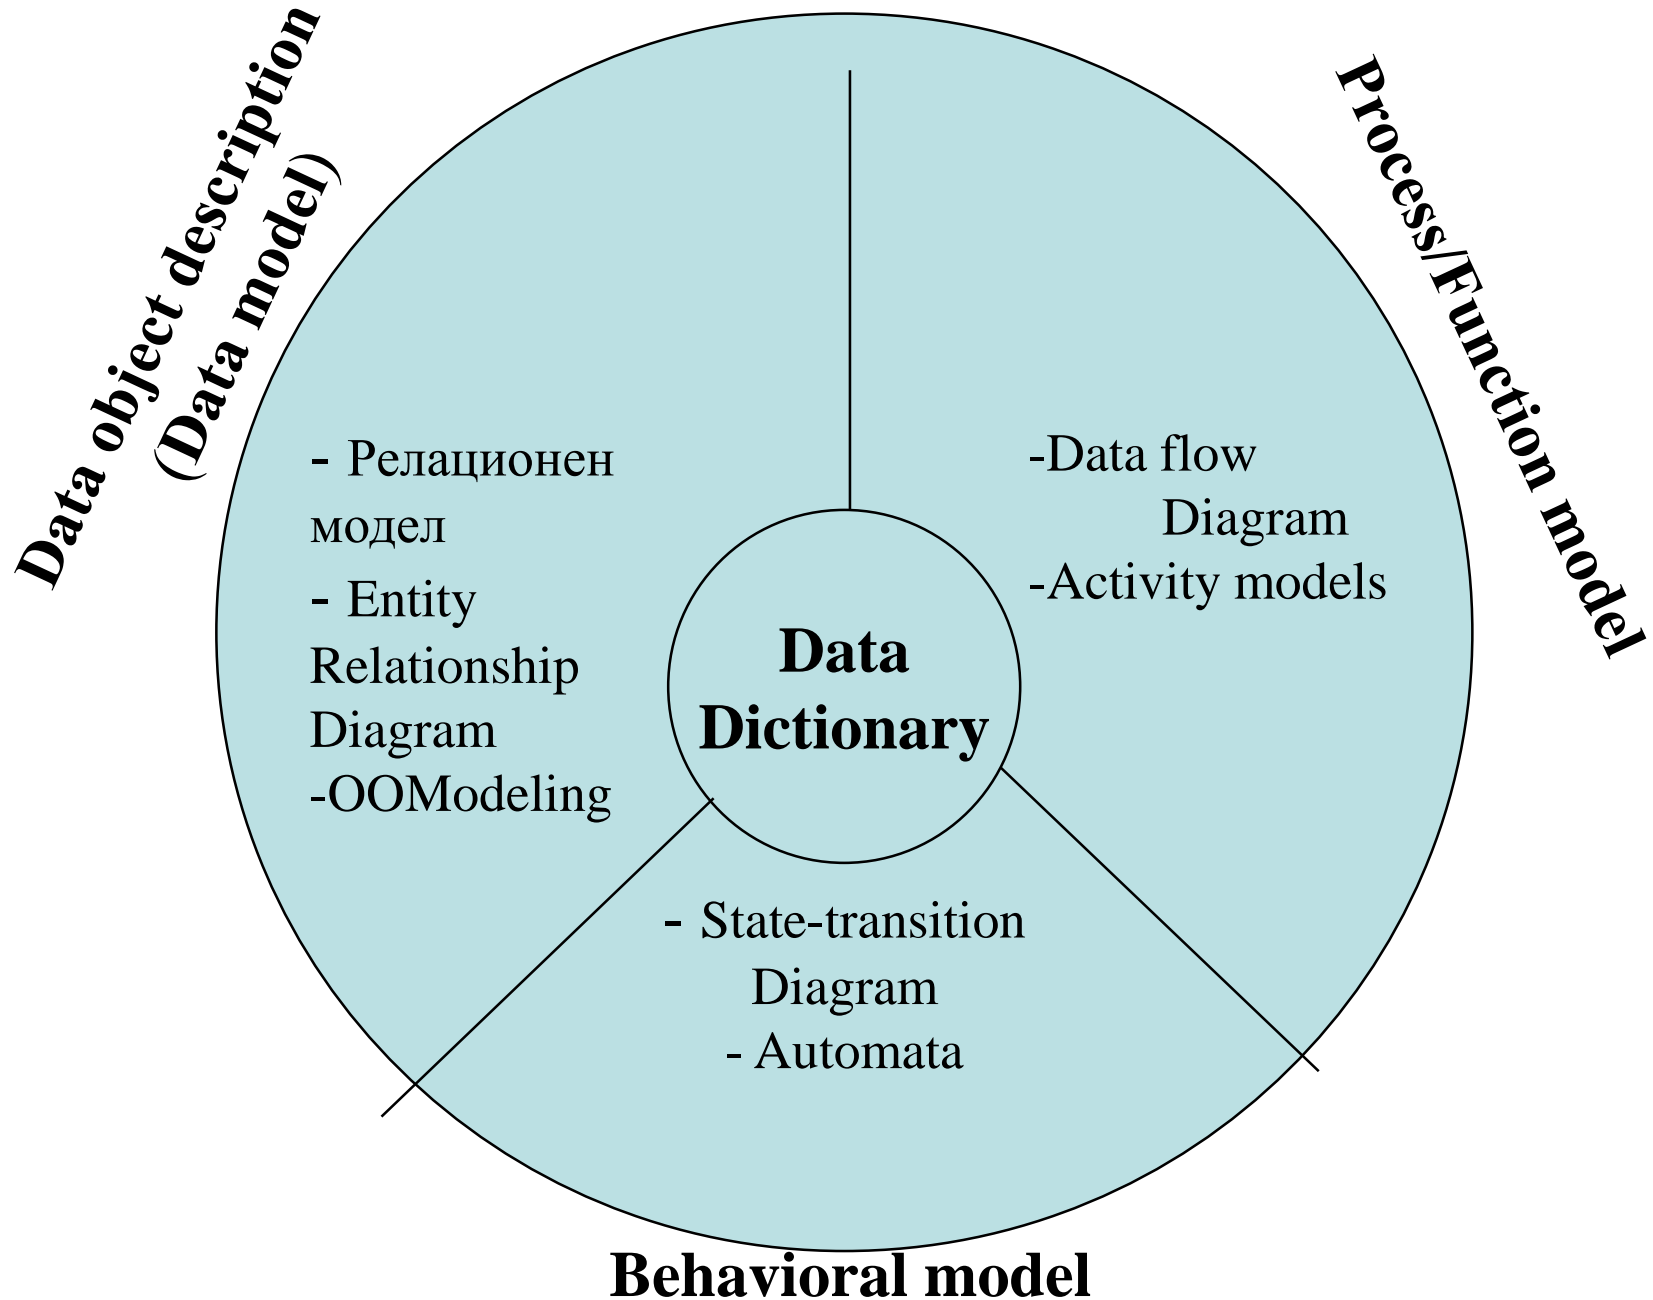 Data object description
(Data model)
Process/Function model
- Релационен
модел
- Entity
Relationship
Diagram
-OOModeling
-Data flow
Diagram
-Activity models
Data
Dictionary
- State-transition
Diagram
- Automata
Behavioral model